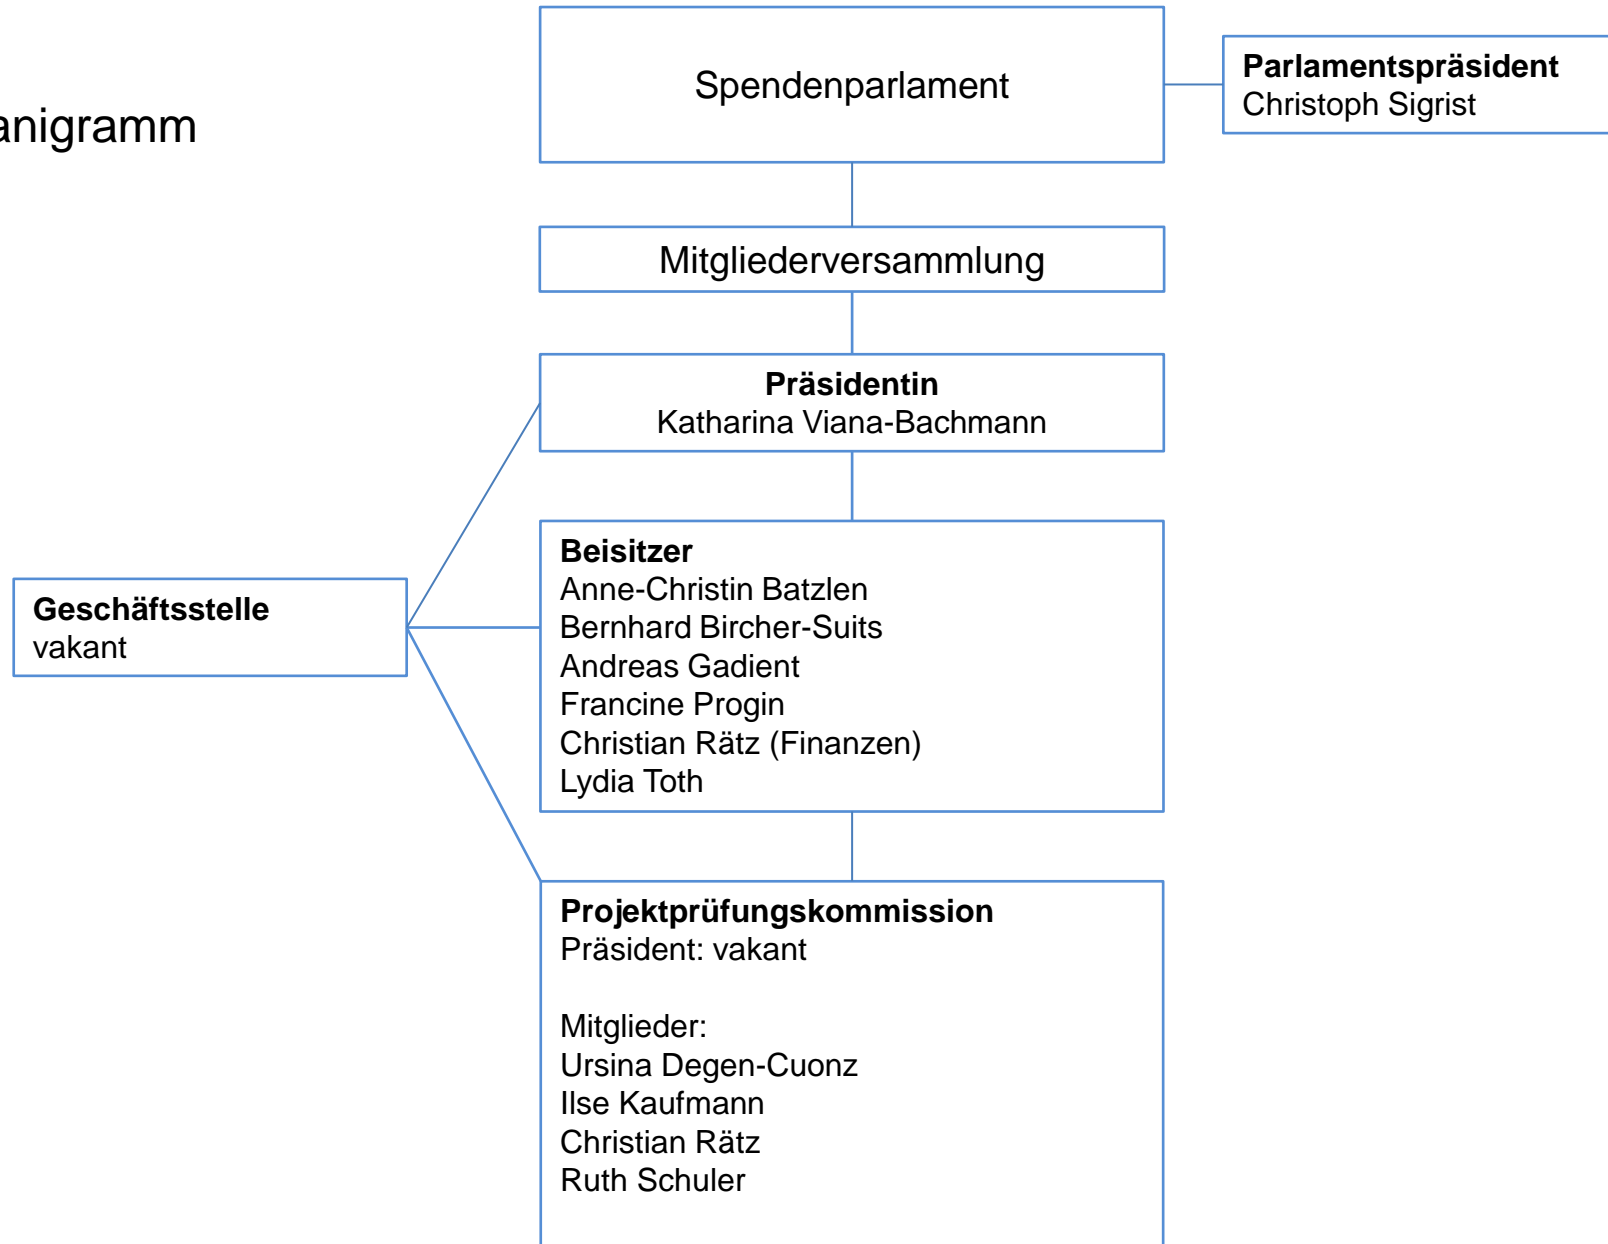 anigramm
Spendenparlament
Parlamentspräsident
Christoph Sigrist
Mitgliederversammlung
Präsidentin
Katharina Viana-Bachmann
Geschäftsstelle
vakant
Beisitzer
Anne-Christin Batzlen
Bernhard Bircher-Suits
Andreas Gadient
Francine Progin
Christian Rätz (Finanzen)
Lydia Toth
Projektprüfungskommission
Präsident: vakant
Mitglieder:
Ursina Degen-Cuonz
Ilse Kaufmann
Christian Rätz
Ruth Schuler